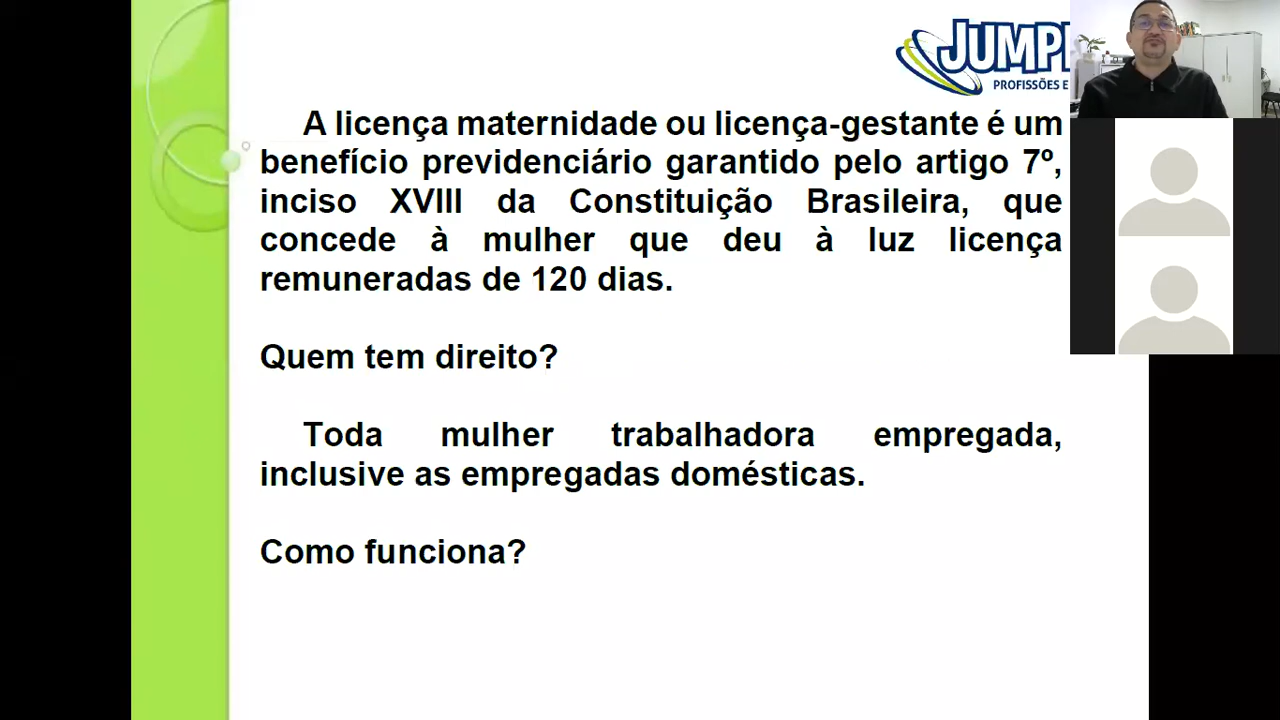 JUMP
PROFISSÕES E
A licença maternidade ou licença-gestante é um
benefício previdenciário garantido pelo artigo 7º,
inciso XVIII da Constituição Brasileira, que
concede à mulher que deu à luz licença
remuneradas de 120 dias.
Quem tem direito?
Toda mulher trabalhadora empregada,
inclusive as empregadas domésticas.
Como funciona?